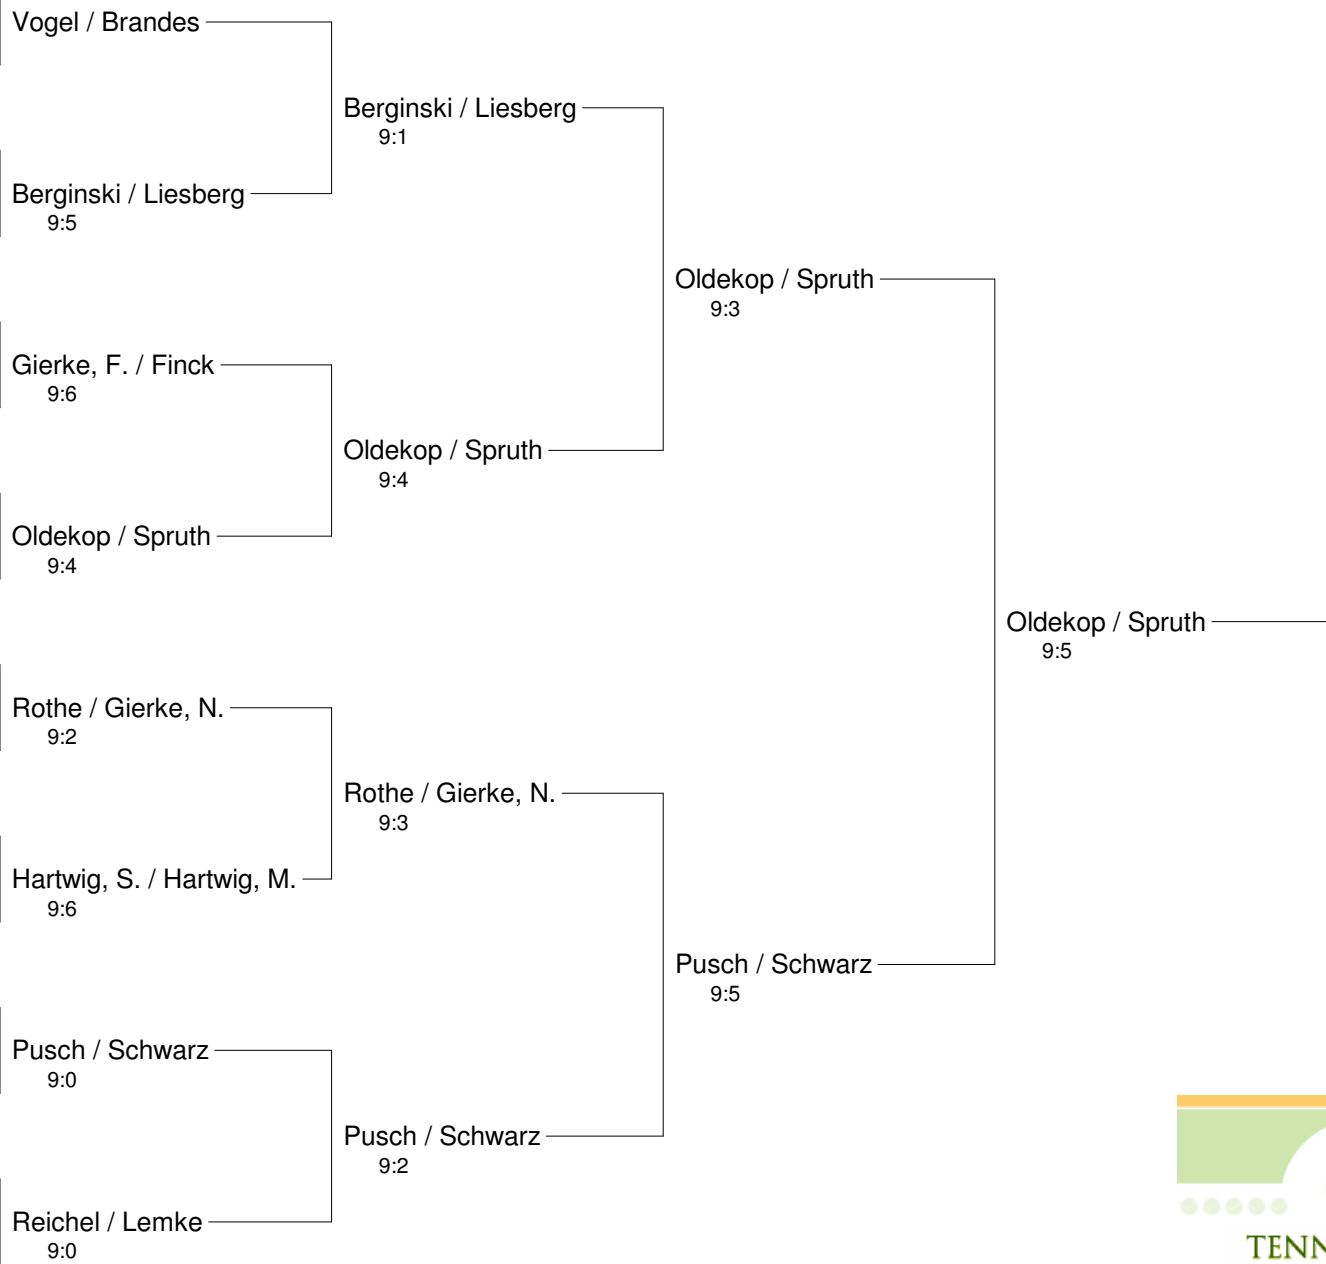 Vogel / Brandes
Berginski / Liesberg
9:1
Berginski / Liesberg
9:5
Oldekop / Spruth
9:3
Gierke, F. / Finck
9:6
Oldekop / Spruth
9:4
Oldekop / Spruth
9:4
Oldekop / Spruth
9:5
Rothe / Gierke, N.
9:2
Rothe / Gierke, N.
9:3
Hartwig, S. / Hartwig, M.
9:6
Pusch / Schwarz
9:5
Pusch / Schwarz
9:0
Pusch / Schwarz
9:2
Reichel / Lemke
9:0
TENN